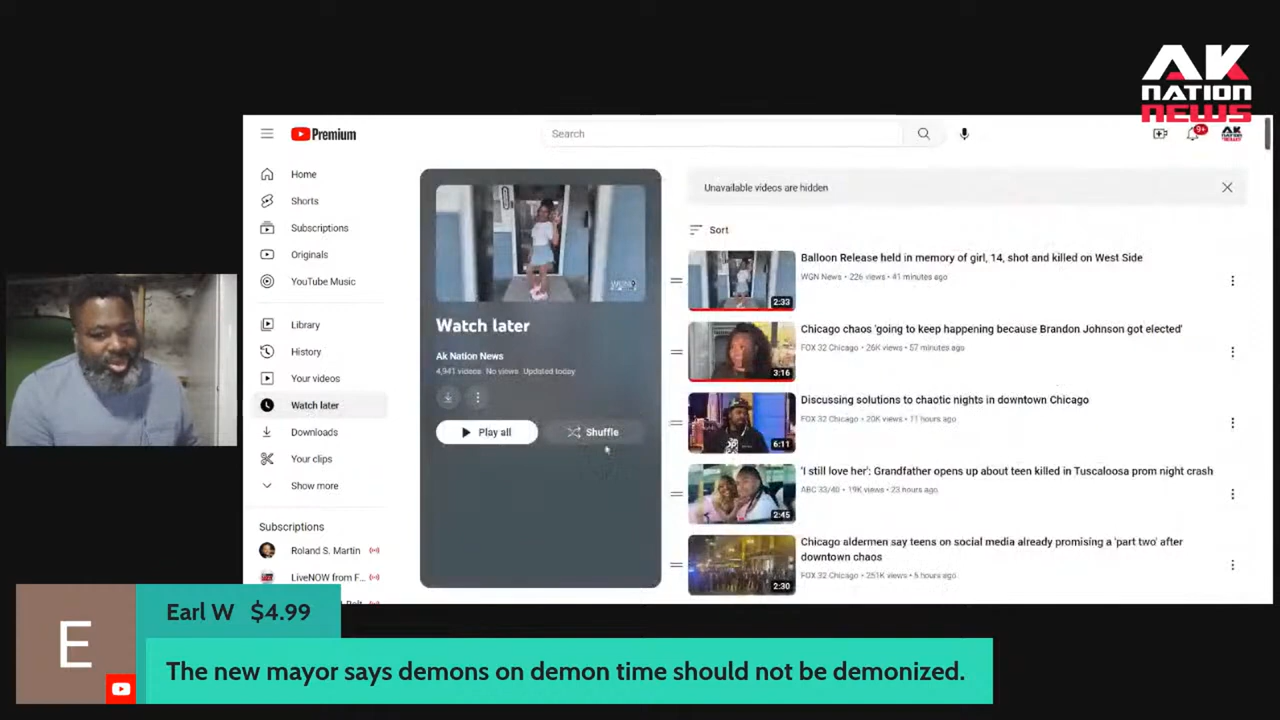 AK
NATION
NEWS
Premium
Search
9+
AK
Home
Shorts
Subscriptions
Originals
YouTube Music
Library
History
Your videos
Watch later
Downloads
Your clips
Show more
Subscriptions
Roland S. Martin
LiveNOW from F...
Watch later
Ak Nation News
4,941 videos  No views  Updated today
Play all
Shuffle
Unavailable videos are hidden
Sort
2:33
Balloon Release held in memory of girl, 14, shot and killed on West Side
WGN News • 226 views • 41 minutes ago
3:16
Chicago chaos 'going to keep happening because Brandon Johnson got elected'
FOX 32 Chicago • 26K views • 57 minutes ago
6:11
Discussing solutions to chaotic nights in downtown Chicago
FOX 32 Chicago • 20K views • 11 hours ago
2:45
'I still love her': Grandfather opens up about teen killed in Tuscaloosa prom night crash
ABC 33/40 • 19K views • 23 hours ago
2:30
Chicago aldermen say teens on social media already promising a 'part two' after
downtown chaos
FOX 32 Chicago • 251K views • 5 hours ago
E
Earl W $4.99
The new mayor says demons on demon time should not be demonized.